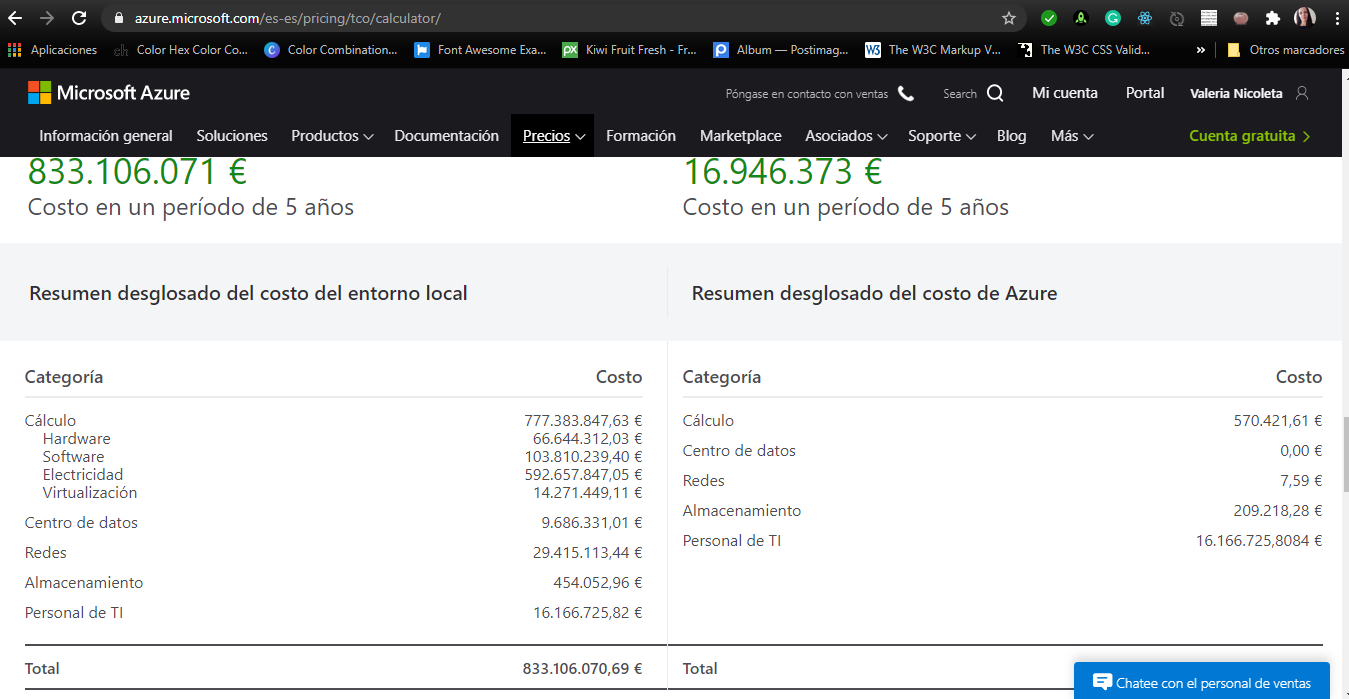 azure.microsoft.com/es-es/pricing/tco/calculator/
Aplicaciones Color Hex Color Co... Color Combination... Font Awesome Exa... Kiwi Fruit Fresh - Fr... Album — Postimag... The W3C Markup V... The W3C CSS Valid... » Otros marcadores
Microsoft Azure Póngase en contacto con ventas Search Mi cuenta Portal Valeria Nicoleta
Información general Soluciones Productos Documentación Precios Formación Marketplace Asociados Soporte Blog Más Cuenta gratuita
833.106.071 € 16.946.373 €
Costo en un período de 5 años Costo en un período de 5 años
Resumen desglosado del costo del entorno local Resumen desglosado del costo de Azure
Categoría Costo
Cálculo 777.383.847,63 €
Hardware 66.644.312,03 €
Software 103.810.239,40 €
Electricidad 592.657.847,05 €
Virtualización 14.271.449,11 €
Centro de datos 9.686.331,01 €
Redes 29.415.113,44 €
Almacenamiento 454.052,96 €
Personal de TI 16.166.725,82 €
Total 833.106.070,69 €
Categoría Costo
Cálculo 570.421,61 €
Centro de datos 0,00 €
Redes 7,59 €
Almacenamiento 209.218,28 €
Personal de TI 16.166.725,8084 €
Total
Chatee con el personal de ventas